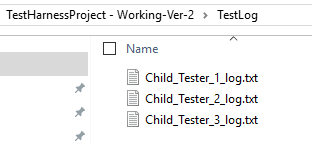 TestHarnessProject - Working-Ver-2 > TestLog
Name
Child_Tester_1_log.txt
Child_Tester_2_log.txt
Child_Tester_3_log.txt